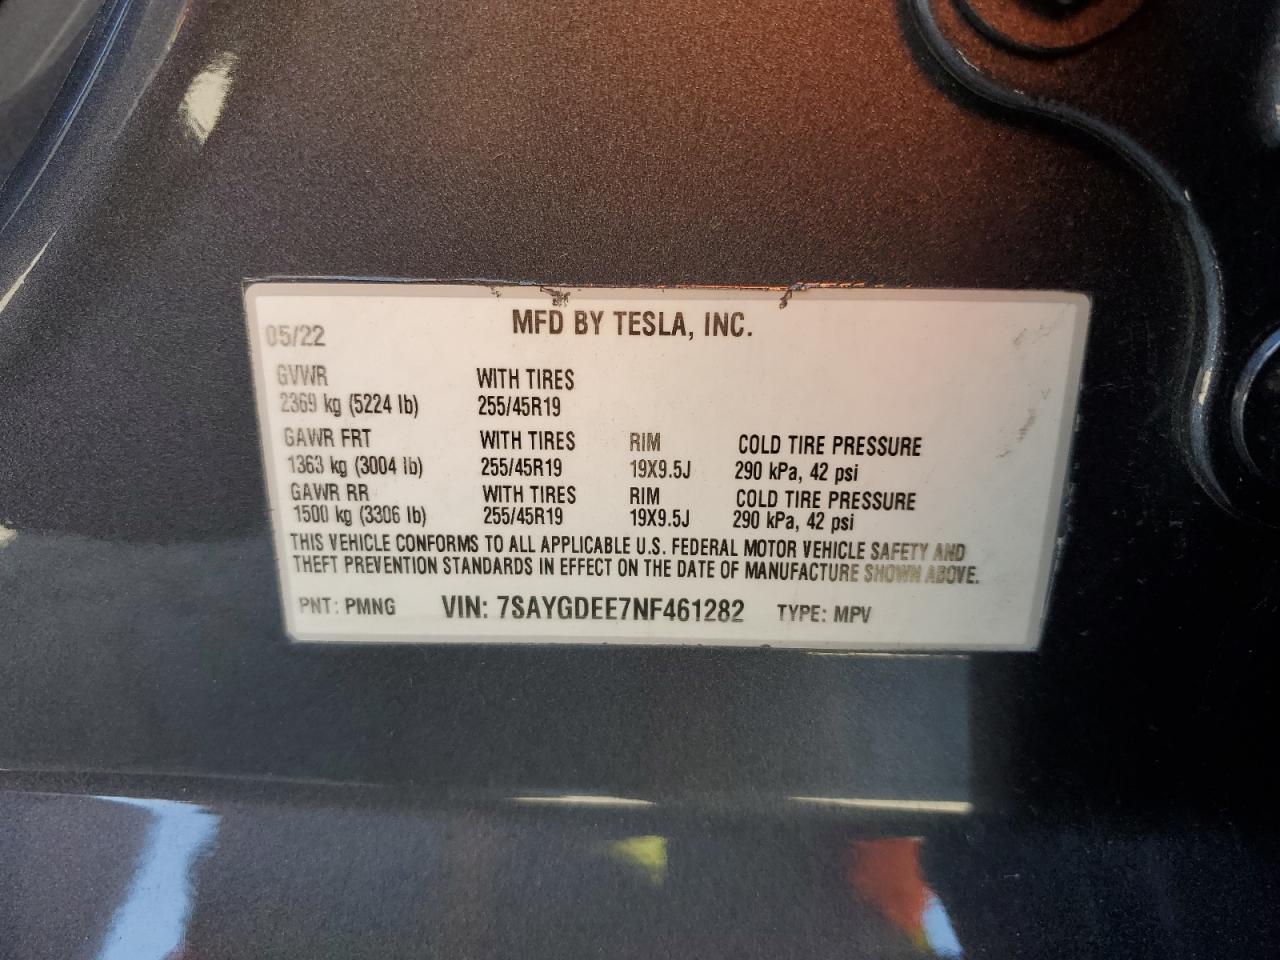 MFD BY TESLA, INC.
05/22
GVWR WITH TIRES
2369 kg (5224 lb) 255/45R19
GAWR FRT WITH TIRES RIM COLD TIRE PRESSURE
1363 kg (3004 lb) 255/45R19 19X9.5J 290 kPa, 42 psi
GAWR RR WITH TIRES RIM COLD TIRE PRESSURE
1500 kg (3306 lb) 255/45R19 19X9.5J 290 kPa, 42 psi
THIS VEHICLE CONFORMS TO ALL APPLICABLE U.S. FEDERAL MOTOR VEHICLE SAFETY AND
THEFT PREVENTION STANDARDS IN EFFECT ON THE DATE OF MANUFACTURE SHOWN ABOVE.
PNT: PMNG VIN: 7SAYGDEE7NF461282 TYPE: MPV